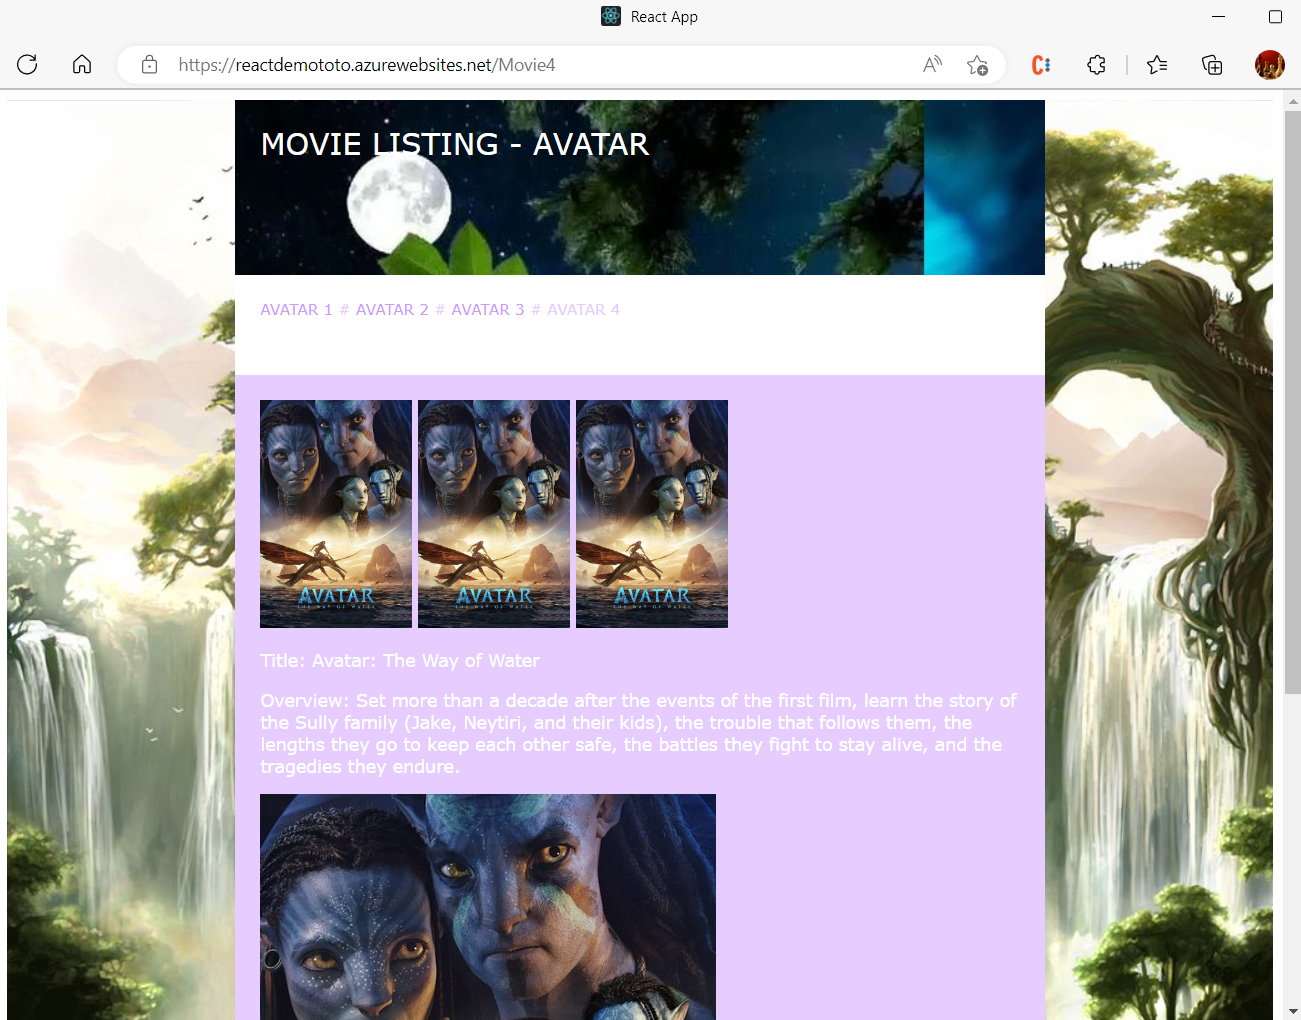 React App
https://reactdemototo.azurewebsites.net/Movie4
MOVIE LISTING - AVATAR
AVATAR 1 # AVATAR 2 # AVATAR 3 # AVATAR 4
AVATAR AVATAR AVATAR
THE WAY OF WATER THE WAY OF WATER THE WAY OF WATER
Title: Avatar: The Way of Water
Overview: Set more than a decade after the events of the first film, learn the story of
the Sully family (Jake, Neytiri, and their kids), the trouble that follows them, the
lengths they go to keep each other safe, the battles they fight to stay alive, and the
tragedies they endure.